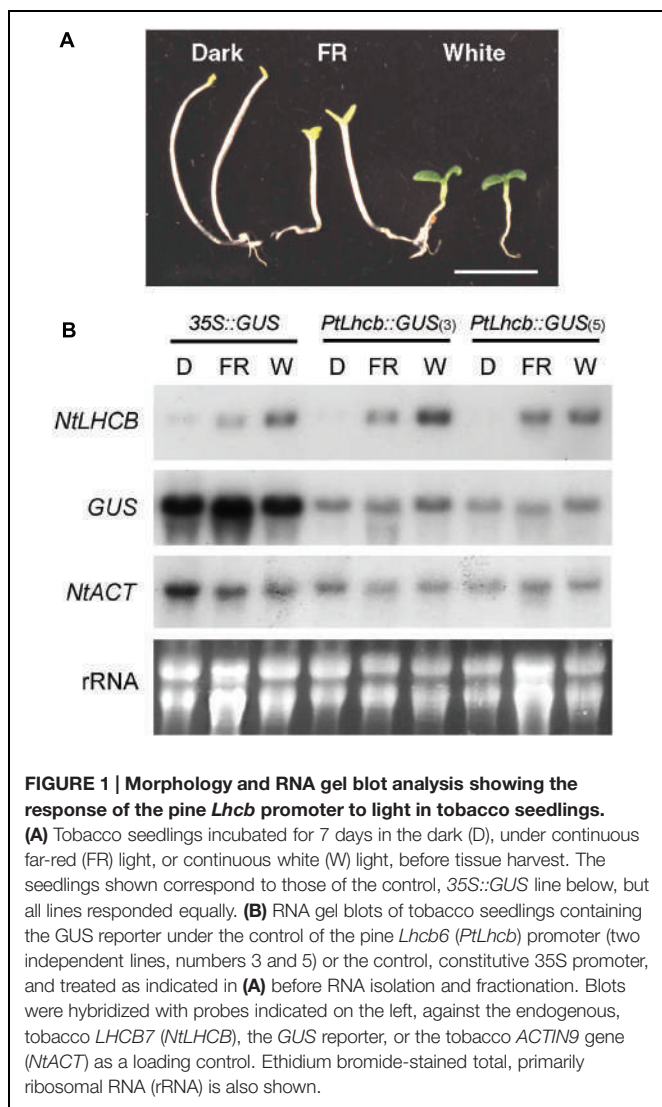 A
Dark FR White
B
35S::GUS PtLhcb::GUS(3) PtLhcb::GUS(5)
D FR W D FR W D FR W
NtLHCB
GUS
NtACT
rRNA
FIGURE 1 | Morphology and RNA gel blot analysis showing the
response of the pine Lhcb promoter to light in tobacco seedlings.
(A) Tobacco seedlings incubated for 7 days in the dark (D), under continuous
far-red (FR) light, or continuous white (W) light, before tissue harvest. The
seedlings shown correspond to those of the control, 35S::GUS line below, but
all lines responded equally. (B) RNA gel blots of tobacco seedlings containing
the GUS reporter under the control of the pine Lhcb6 (PtLhcb) promoter (two
independent lines, numbers 3 and 5) or the control, constitutive 35S promoter,
and treated as indicated in (A) before RNA isolation and fractionation. Blots
were hybridized with probes indicated on the left, against the endogenous,
tobacco LHCB7 (NtLHCB), the GUS reporter, or the tobacco ACTIN9 gene
(NtACT) as a loading control. Ethidium bromide-stained total, primarily
ribosomal RNA (rRNA) is also shown.